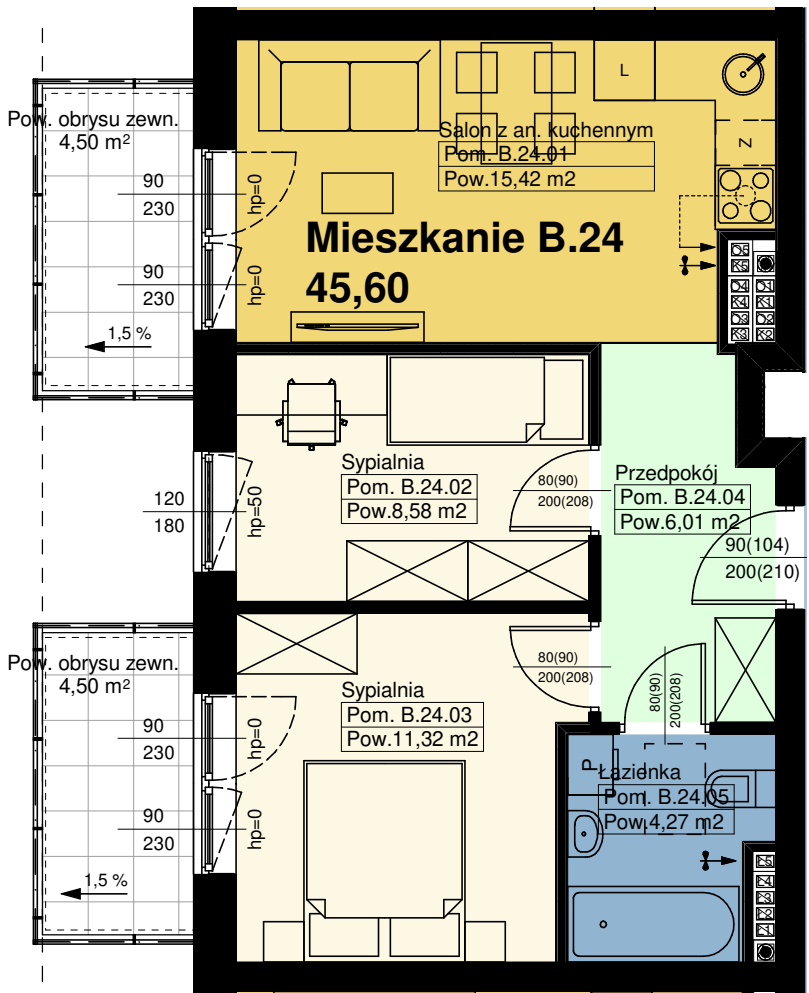 Pow. obrysu zewn.
4,50 m²
L
Salon z an. kuchennym
Pom. B.24.01
Pow.15,42 m2
Z
90
230
hp=0
Mieszkanie B.24
45,60
90
230
hp=0
1,5 %
Sypialnia
Pom. B.24.02
Pow.8,58 m2
80(90)
200(208)
120
180
hp=50
Przedpokój
Pom. B.24.04
Pow.6,01 m2
90(104)
200(210)
Pow. obrysu zewn.
4,50 m²
80(90)
200(208)
80(90)
200(208)
Sypialnia
Pom. B.24.03
Pow.11,32 m2
90
230
hp=0
P
Łazienka
Pom. B.24.05
Pow.4,27 m2
90
230
hp=0
1,5 %